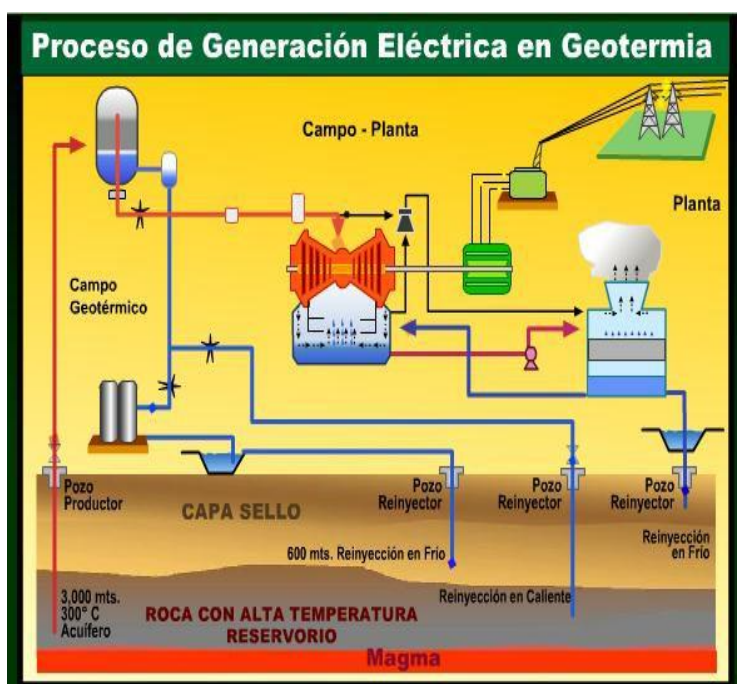 Proceso de Generación Eléctrica en Geotermia
Campo - Planta
Planta
Campo
Geotérmico
Pozo
Productor
CAPA SELLO
Pozo
Reinyector
Pozo
Reinyector
Pozo
Reinyector
600 mts. Reinyección en Frío
Reinyección
en Frío
3,000 mts.
300° C
Acuífero
Reinyección en Caliente
ROCA CON ALTA TEMPERATURA
RESERVORIO
Magma